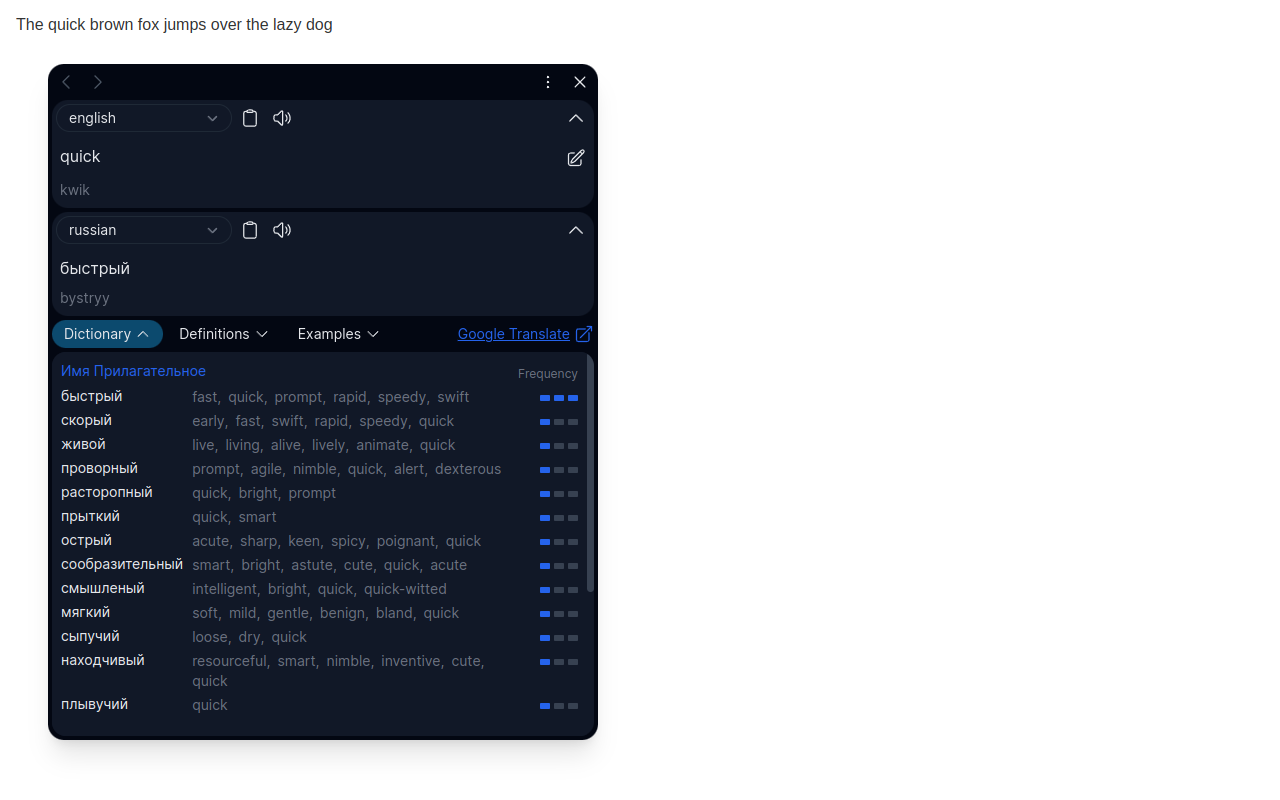 The quick brown fox jumps over the lazy dog
english
quick
kwik
russian
быстрый
bystryy
Dictionary Definitions Examples Google Translate
Имя Прилагательное Frequency
быстрый fast, quick, prompt, rapid, speedy, swift
скорый early, fast, swift, rapid, speedy, quick
живой live, living, alive, lively, animate, quick
проворный prompt, agile, nimble, quick, alert, dexterous
расторопный quick, bright, prompt
прыткий quick, smart
острый acute, sharp, keen, spicy, poignant, quick
сообразительный smart, bright, astute, cute, quick, acute
смышленый intelligent, bright, quick, quick-witted
мягкий soft, mild, gentle, benign, bland, quick
сыпучий loose, dry, quick
находчивый resourceful, smart, nimble, inventive, cute,
quick
плывучий quick